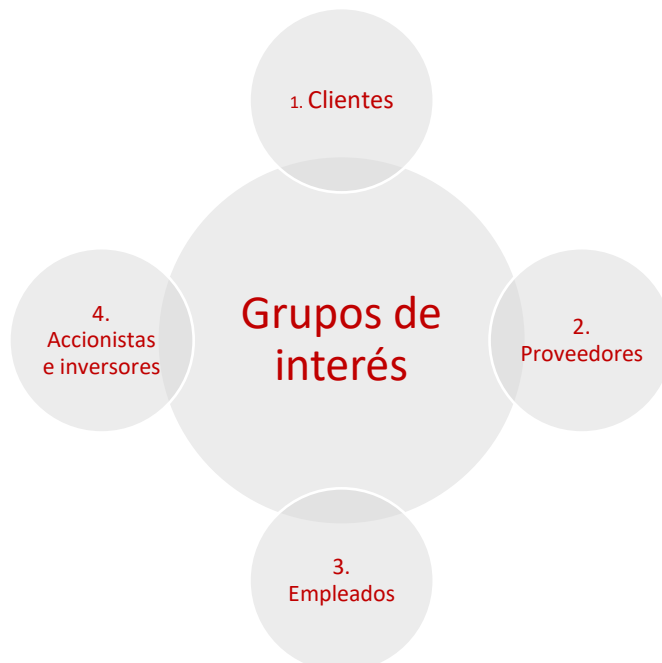 1. Clientes
Grupos de
interés
2.
Proveedores
3.
Empleados
4.
Accionistas
e inversores